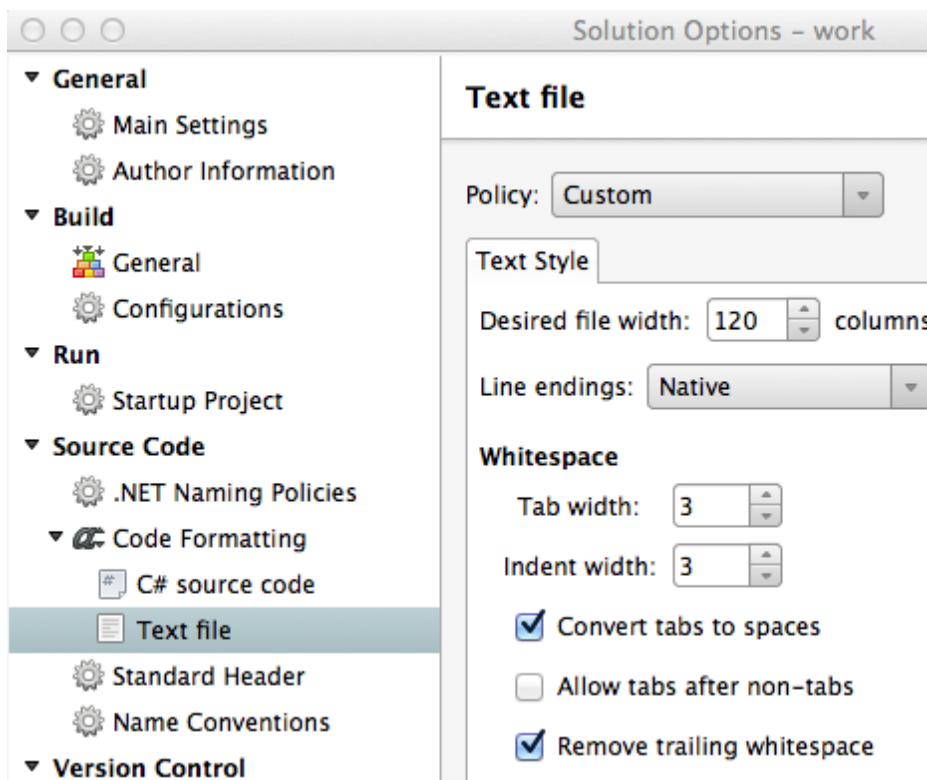 Solution Options – work
General
Main Settings
Author Information
Build
General
Configurations
Run
Startup Project
Source Code
.NET Naming Policies
Code Formatting
C# source code
Text file
Standard Header
Name Conventions
Version Control
Text file
Policy: Custom
Text Style
Desired file width: 120 columns
Line endings: Native
Whitespace
Tab width: 3
Indent width: 3
Convert tabs to spaces
Allow tabs after non-tabs
Remove trailing whitespace